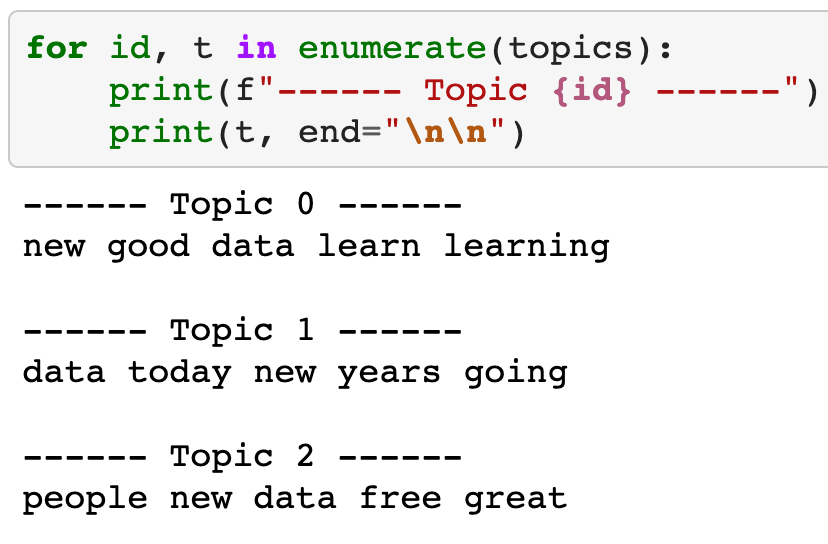 for id, t in enumerate(topics):
    print(f"------ Topic {id} ------")
    print(t, end="\n\n")
------ Topic 0 ------
new good data learn learning
------ Topic 1 ------
data today new years going
------ Topic 2 ------
people new data free great